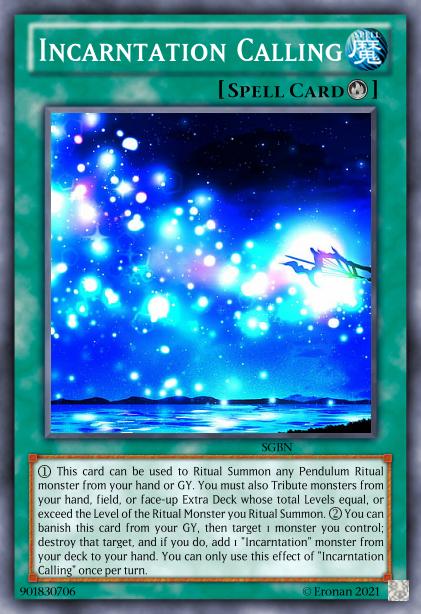 INCARNTATION CALLING
SPELL
魔
[SPELL CARD]
SGBN
① This card can be used to Ritual Summon any Pendulum Ritual
monster from your hand or GY. You must also Tribute monsters from
your hand, field, or face-up Extra Deck whose total Levels equal, or
exceed the Level of the Ritual Monster you Ritual Summon. ② You can
banish this card from your GY, then target 1 monster you control;
destroy that target, and if you do, add 1 "Incarntation" monster from
your deck to your hand. You can only use this effect of "Incarntation
Calling" once per turn.
901830706
© Eronan 2021